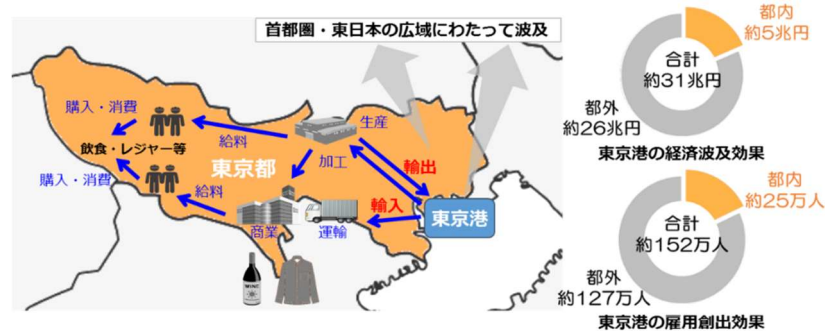 首都圏・東日本の広域にわたって波及
購入・消費
生産
給料
飲食・レジャー等
加工
東京都
輸出
購入・消費
給料
輸入
東京港
商業
運輸
WINE
都内
約5兆円
合計
約31兆円
都外
約26兆円
東京港の経済波及効果
都内
約25万人
合計
約152万人
都外
約127万人
東京港の雇用創出効果